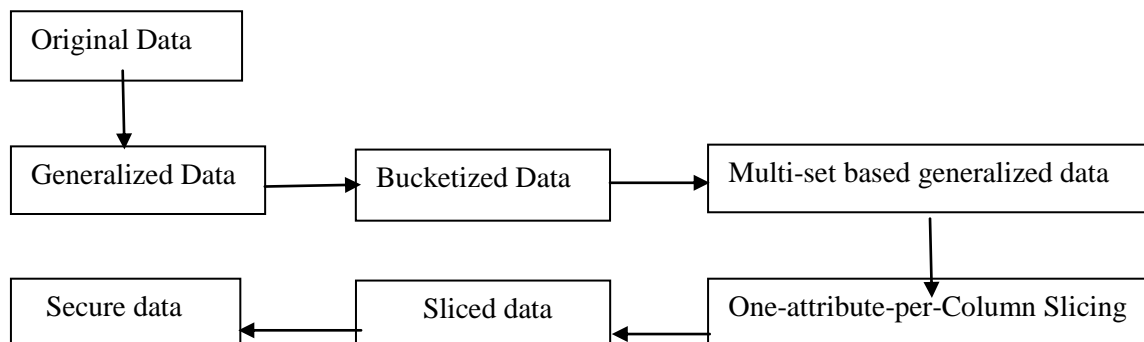 Original Data
Generalized Data
Bucketized Data
Multi-set based generalized data
One-attribute-per-Column Slicing
Sliced data
Secure data